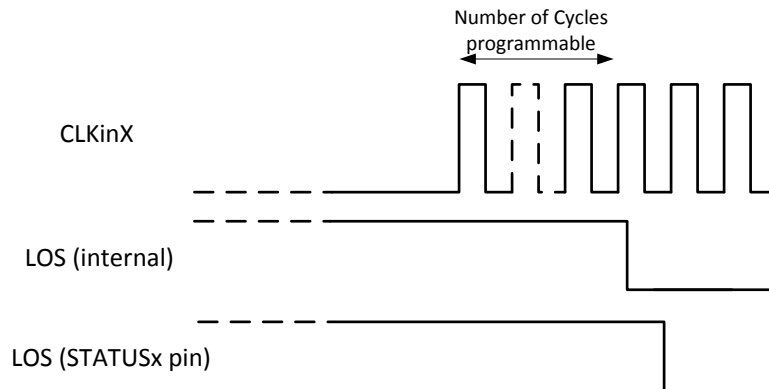 Number of Cycles
programmable
CLKinX
LOS (internal)
LOS (STATUSx pin)